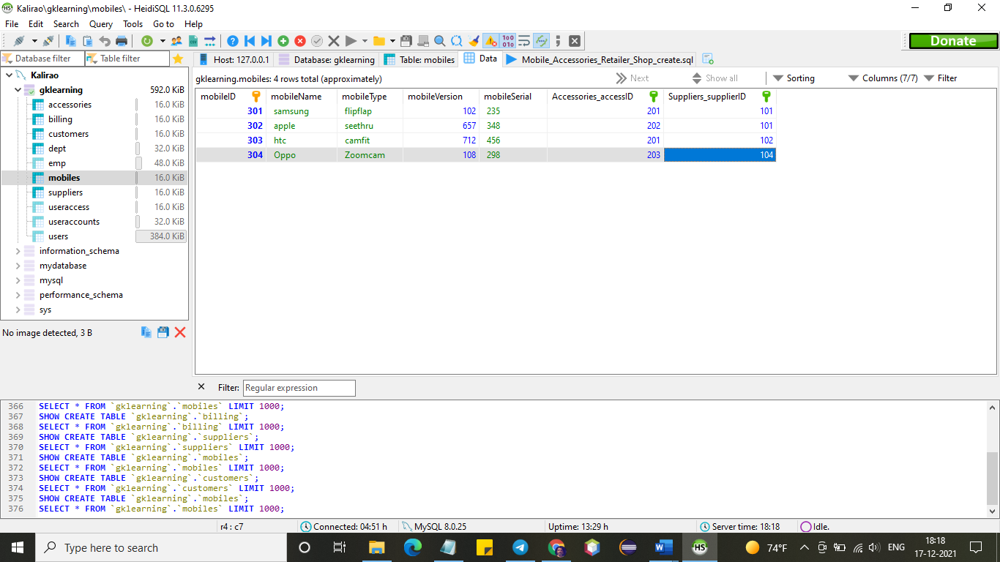 Kalirao\gklearning\mobiles\ - HeidiSQL 11.3.0.6295
File Edit Search Query Tools Go to Help
Donate
Database filter Table filter
Host: 127.0.0.1 Database: gklearning Table: mobiles Data Mobile_Accessories_Retailer_Shop_create.sql
Kalirao
gklearning 592.0 KiB
accessories 16.0 KiB
billing 16.0 KiB
customers 16.0 KiB
dept 32.0 KiB
emp 48.0 KiB
mobiles 16.0 KiB
suppliers 16.0 KiB
useraccess 16.0 KiB
useraccounts 32.0 KiB
users 384.0 KiB
information_schema
mydatabase
mysql
performance_schema
sys
No image detected, 3 B
gklearning.mobiles: 4 rows total (approximately) Next Show all Sorting Columns (7/7) Filter
mobileID mobileName mobileType mobileVersion mobileSerial Accessories_accessID Suppliers_supplierID
301 samsung flipflap 102 235 201 101
302 apple seethru 657 348 202 101
303 htc camfit 712 456 201 102
304 Oppo Zoomcam 108 298 203 104
Filter: Regular expression
366 SELECT * FROM `gklearning`.`mobiles` LIMIT 1000;
367 SHOW CREATE TABLE `gklearning`.`billing`;
368 SELECT * FROM `gklearning`.`billing` LIMIT 1000;
369 SHOW CREATE TABLE `gklearning`.`suppliers`;
370 SELECT * FROM `gklearning`.`suppliers` LIMIT 1000;
371 SHOW CREATE TABLE `gklearning`.`mobiles`;
372 SELECT * FROM `gklearning`.`mobiles` LIMIT 1000;
373 SHOW CREATE TABLE `gklearning`.`customers`;
374 SELECT * FROM `gklearning`.`customers` LIMIT 1000;
375 SHOW CREATE TABLE `gklearning`.`mobiles`;
376 SELECT * FROM `gklearning`.`mobiles` LIMIT 1000;
r4 : c7 Connected: 04:51 h MySQL 8.0.25 Uptime: 13:29 h Server time: 18:18 Idle.
Type here to search
74°F ENG
18:18
17-12-2021